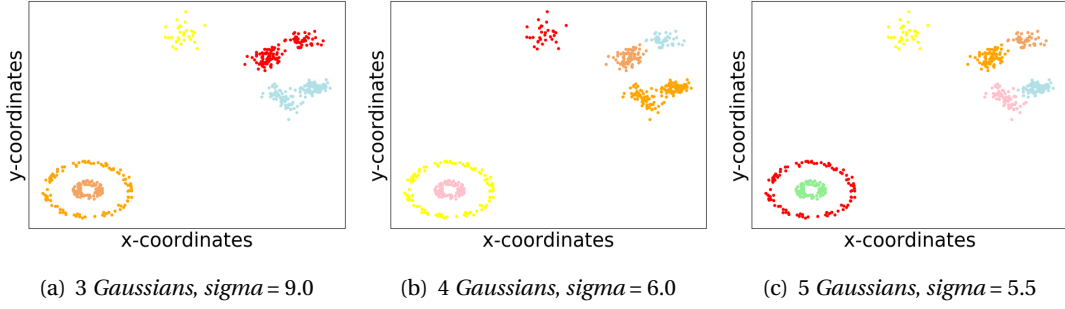 y-coordinates
x-coordinates
(a) 3 Gaussians, sigma = 9.0
y-coordinates
x-coordinates
(b) 4 Gaussians, sigma = 6.0
y-coordinates
x-coordinates
(c) 5 Gaussians, sigma = 5.5